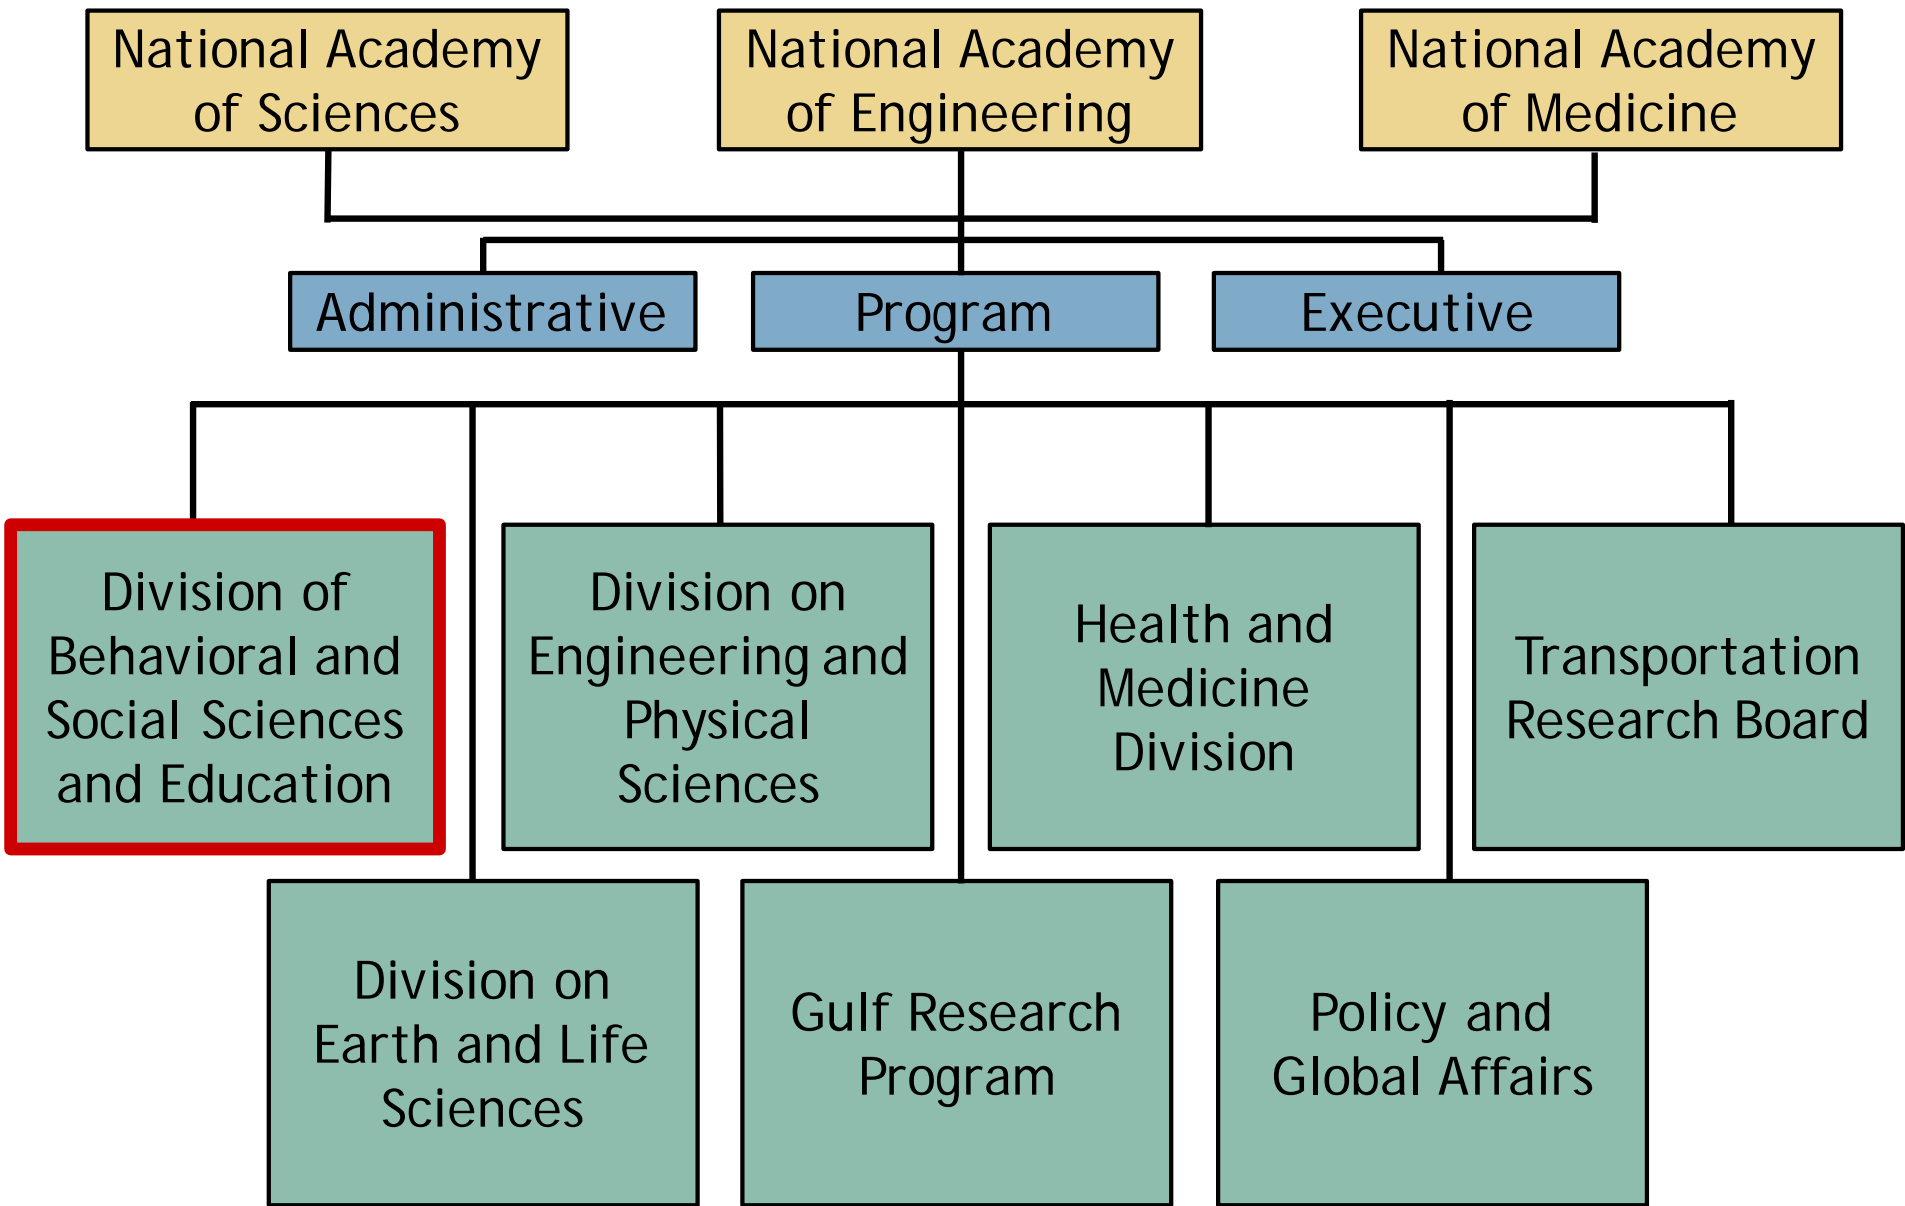 National Academy
of Sciences
National Academy
of Engineering
National Academy
of Medicine
Administrative
Program
Executive
Division of
Behavioral and
Social Sciences
and Education
Division on
Engineering and
Physical
Sciences
Health and
Medicine
Division
Transportation
Research Board
Division on
Earth and Life
Sciences
Gulf Research
Program
Policy and
Global Affairs